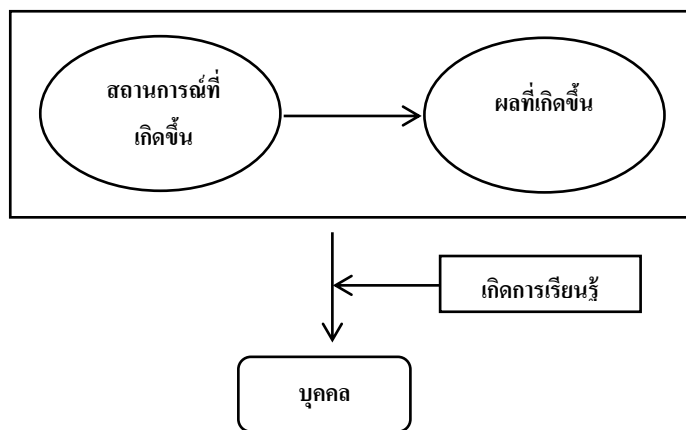 สถานการณ์ที่
เกิดขึ้น
ผลที่เกิดขึ้น
เกิดการเรียนรู้
บุคคล